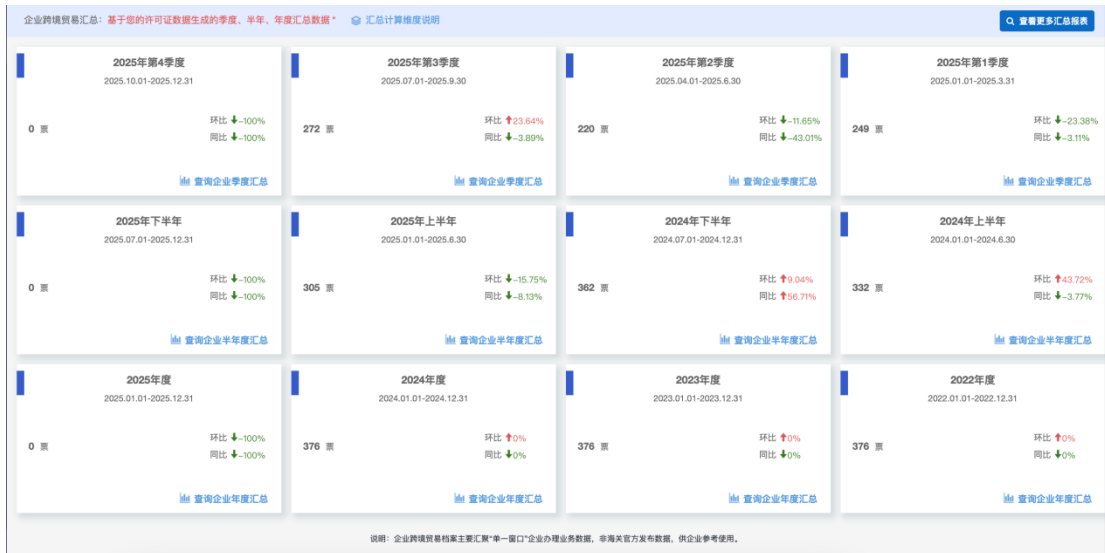 企业跨境贸易汇总：基于您的许可证数据生成的季度、半年、年度汇总数据 * 汇总计算维度说明 查看更多汇总报表
2025年第4季度
2025.10.01-2025.12.31
0 票
环比 ↓-100%
同比 ↓-100%
查询企业季度汇总
2025年第3季度
2025.07.01-2025.9.30
272 票
环比 ↑23.64%
同比 ↓-3.89%
查询企业季度汇总
2025年第2季度
2025.04.01-2025.6.30
220 票
环比 ↓-11.65%
同比 ↓-43.01%
查询企业季度汇总
2025年第1季度
2025.01.01-2025.3.31
249 票
环比 ↓-23.38%
同比 ↓-3.11%
查询企业季度汇总
2025年下半年
2025.07.01-2025.12.31
0 票
环比 ↓-100%
同比 ↓-100%
查询企业半年度汇总
2025年上半年
2025.01.01-2025.6.30
305 票
环比 ↓-15.75%
同比 ↓-8.13%
查询企业半年度汇总
2024年下半年
2024.07.01-2024.12.31
362 票
环比 ↑9.04%
同比 ↑56.71%
查询企业半年度汇总
2024年上半年
2024.01.01-2024.6.30
332 票
环比 ↑43.72%
同比 ↓-3.77%
查询企业半年度汇总
2025年度
2025.01.01-2025.12.31
0 票
环比 ↓-100%
同比 ↓-100%
查询企业年度汇总
2024年度
2024.01.01-2024.12.31
376 票
环比 ↑0%
同比 ↓0%
查询企业年度汇总
2023年度
2023.01.01-2023.12.31
376 票
环比 ↑0%
同比 ↓0%
查询企业年度汇总
2022年度
2022.01.01-2022.12.31
376 票
环比 ↑0%
同比 ↓0%
查询企业年度汇总
说明：企业跨境贸易档案主要汇聚“单一窗口”企业办理业务数据，非海关官方发布数据，供企业参考使用。